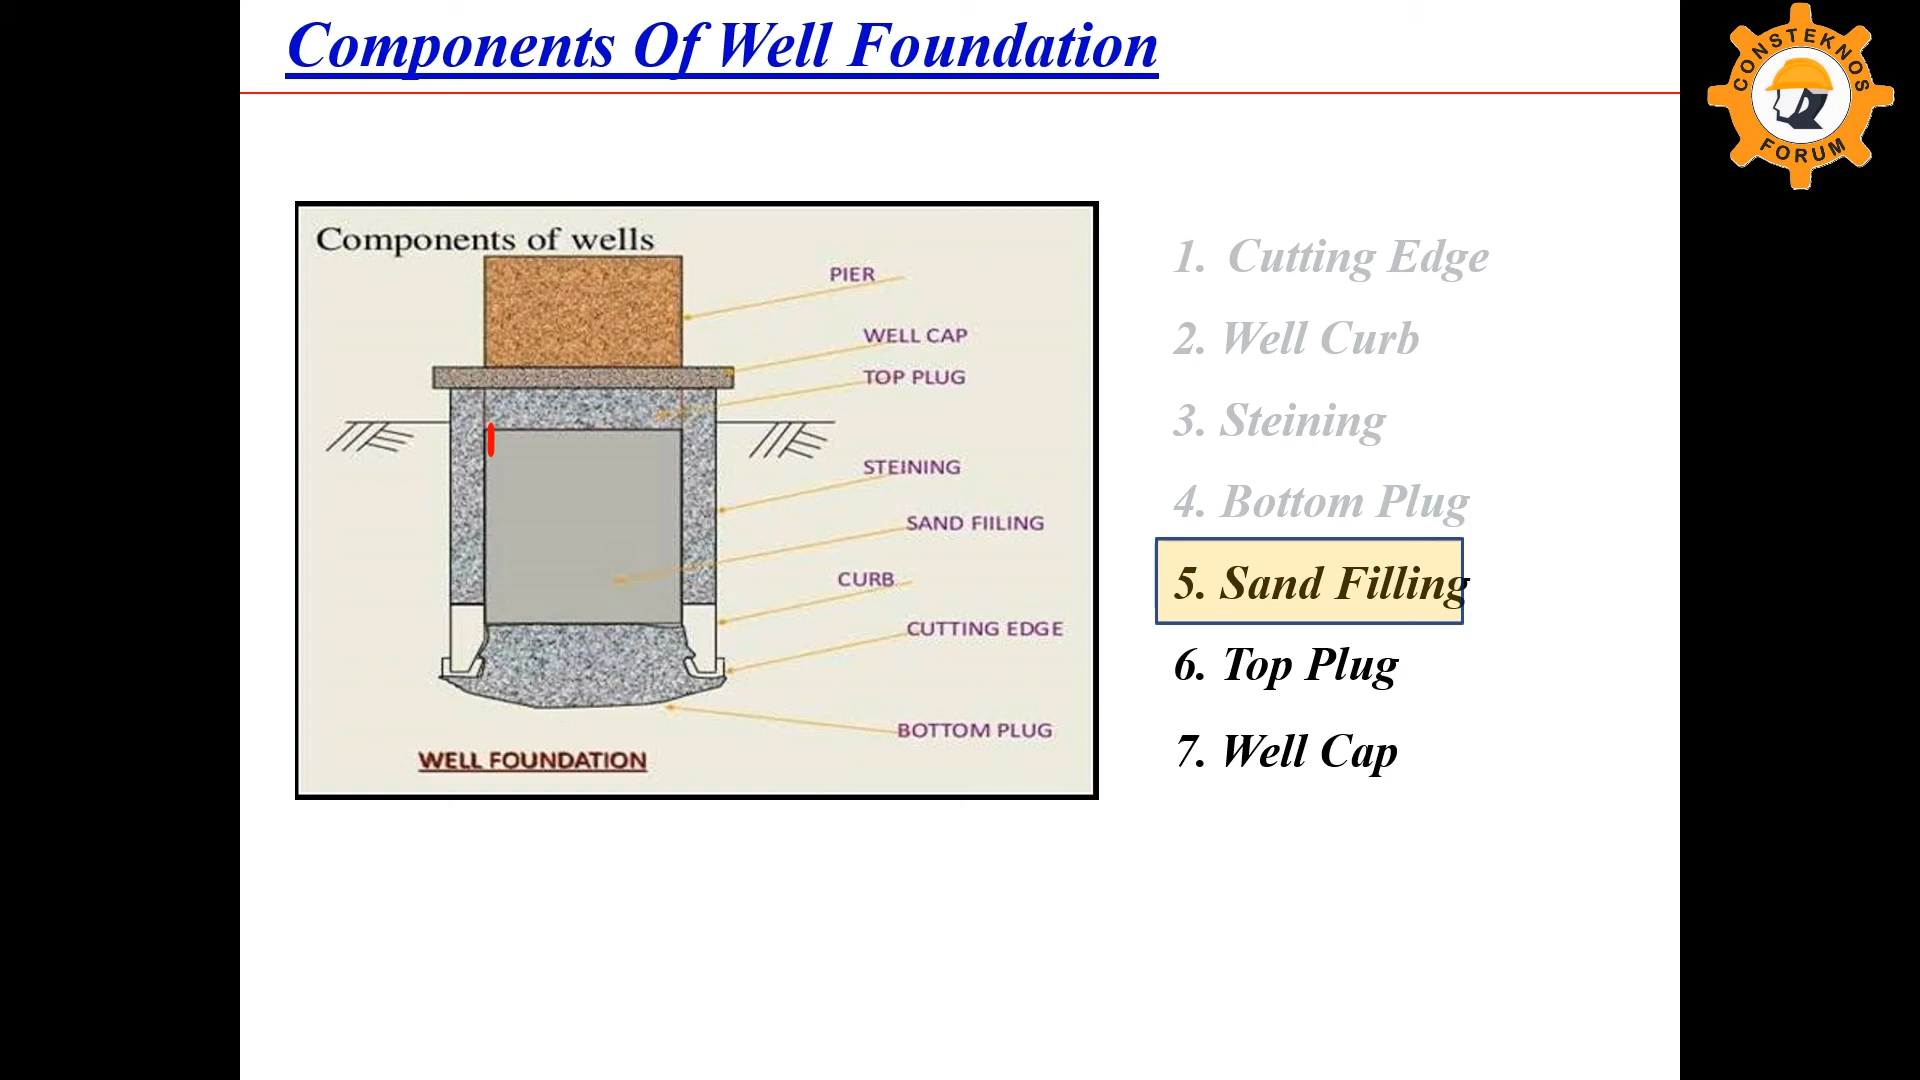 Components Of Well Foundation
CONSTEKNOS
FORUM
Components of wells
PIER
WELL CAP
TOP PLUG
STEINING
SAND FIILING
CURB
CUTTING EDGE
BOTTOM PLUG
WELL FOUNDATION
1. Cutting Edge
2. Well Curb
3. Steining
4. Bottom Plug
5. Sand Filling
6. Top Plug
7. Well Cap